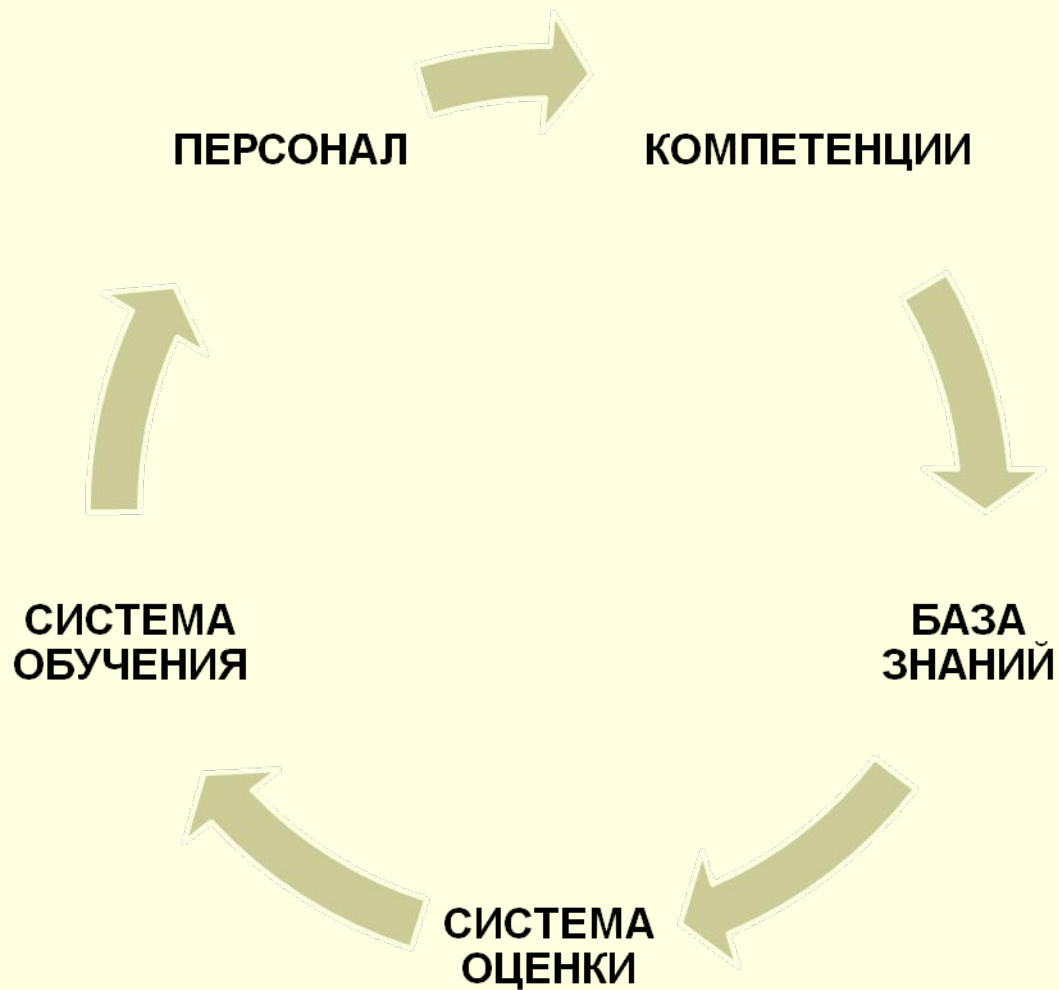 ПЕРСОНАЛ
КОМПЕТЕНЦИИ
БАЗА
ЗНАНИЙ
СИСТЕМА
ОЦЕНКИ
СИСТЕМА
ОБУЧЕНИЯ